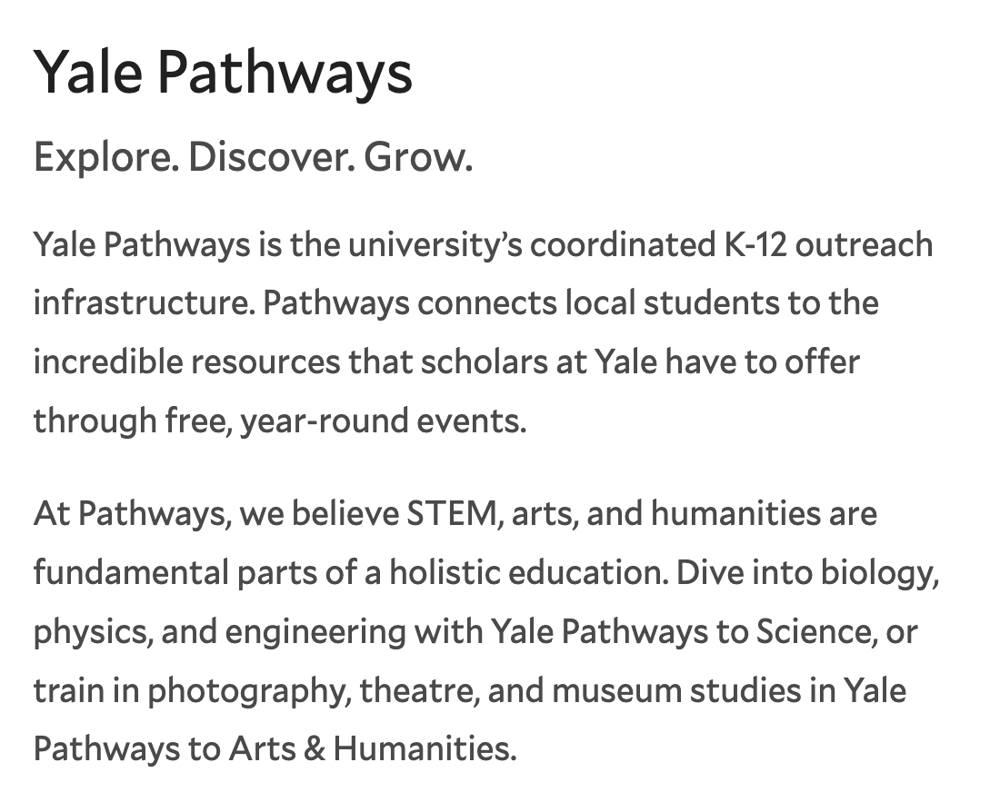 Yale Pathways
Explore. Discover. Grow.
Yale Pathways is the university’s coordinated K-12 outreach
infrastructure. Pathways connects local students to the
incredible resources that scholars at Yale have to offer
through free, year-round events.
At Pathways, we believe STEM, arts, and humanities are
fundamental parts of a holistic education. Dive into biology,
physics, and engineering with Yale Pathways to Science, or
train in photography, theatre, and museum studies in Yale
Pathways to Arts & Humanities.